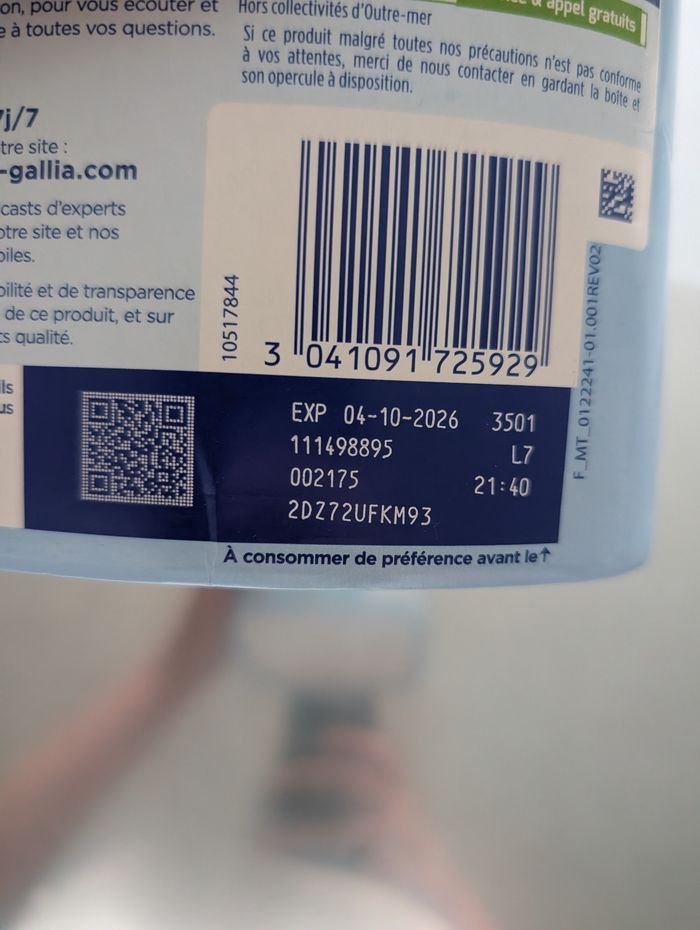 on, pour vous écouter et
e à toutes vos questions.
7j/7
tre site :
-gallia.com
casts d'experts
otre site et nos
biles.
bilité et de transparence
de ce produit, et sur
ts qualité.
ils
us
Hors collectivités d'Outre-mer
& appel gratuits
Si ce produit malgré toutes nos précautions n'est pas conforme
à vos attentes, merci de nous contacter en gardant la boîte et
son opercule à disposition.
10517844
3 041091 725929
F_MT_0122241-01.001REV02
EXP 04-10-2026 3501
111498895 L7
002175 21:40
2DZ72UFKM93
À consommer de préférence avant le↑